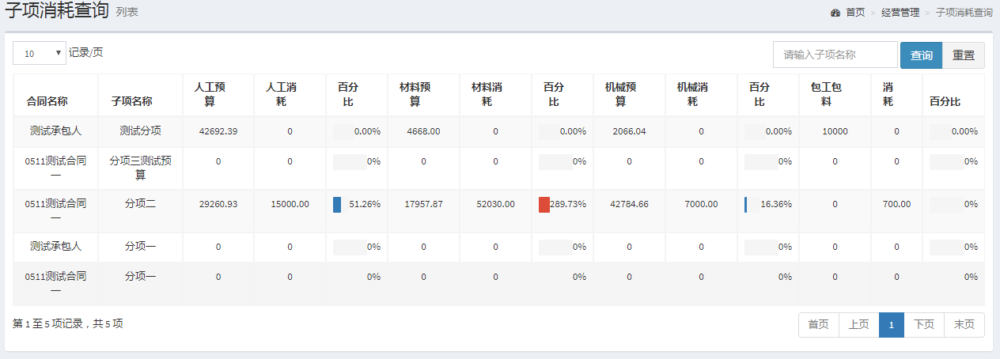 子项消耗查询 列表
首页 > 经营管理 > 子项消耗查询
10 记录/页
请输入子项名称 查询 重置
合同名称 子项名称 人工预算 人工消耗 百分比 材料预算 材料消耗 百分比 机械预算 机械消耗 百分比 包工包料 消耗 百分比
测试承包人 测试分项 42692.39 0 0.00% 4668.00 0 0.00% 2066.04 0 0.00% 10000 0 0.00%
0511测试合同一 分项三测试预算 0 0 0% 0 0 0% 0 0 0% 0 0 0%
0511测试合同一 分项二 29260.93 15000.00 51.26% 17957.87 52030.00 289.73% 42784.66 7000.00 16.36% 0 700.00 0%
测试承包人 分项一 0 0 0% 0 0 0% 0 0 0% 0 0 0%
0511测试合同一 分项一 0 0 0% 0 0 0% 0 0 0% 0 0 0%
第 1 至 5 项记录，共 5 项
首页 上页 1 下页 末页